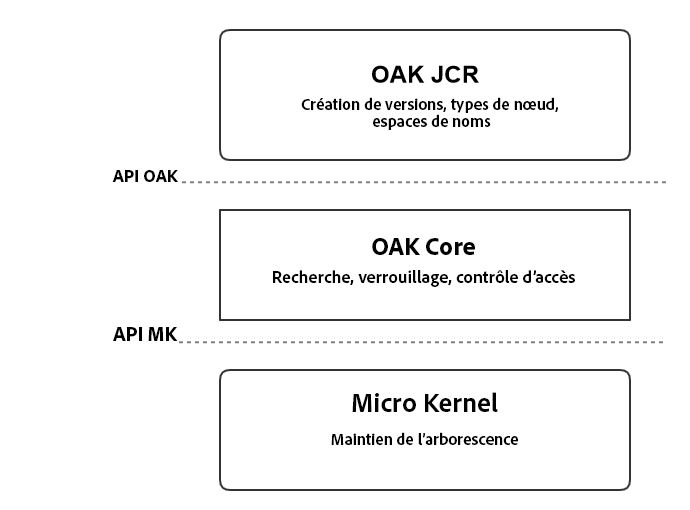 OAK JCR
Création de versions, types de nœud,
espaces de noms
API OAK
OAK Core
Recherche, verrouillage, contrôle d'accès
API MK
Micro Kernel
Maintien de l'arborescence